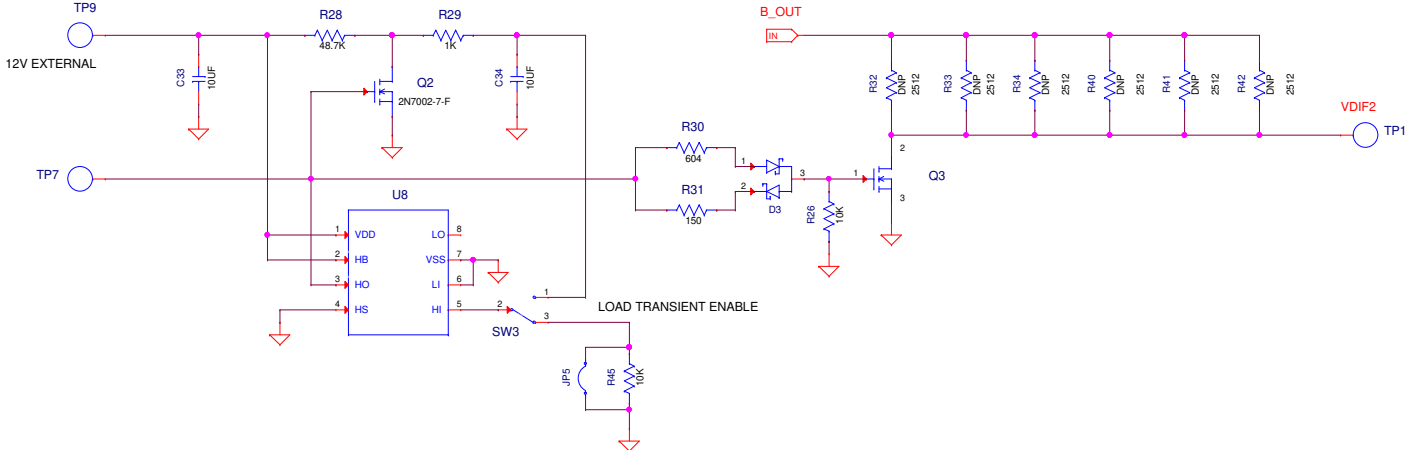 TP9
12V EXTERNAL
R28
48.7K
R29
1K
C33
10UF
C34
10UF
Q2
2N7002-7-F
B_OUT
IN
R32
DNP
2512
R33
DNP
2512
R34
DNP
2512
R40
DNP
2512
R41
DNP
2512
R42
DNP
2512
VDIF2
TP1
TP7
R30
604
R31
150
1
2
3
D3
R26
10K
1
2
3
Q3
U8
1 VDD
2 HB
3 HO
4 HS
LO 8
VSS 7
LI 6
HI 5
2
1
3
SW3
LOAD TRANSIENT ENABLE
JP5
R45
10K